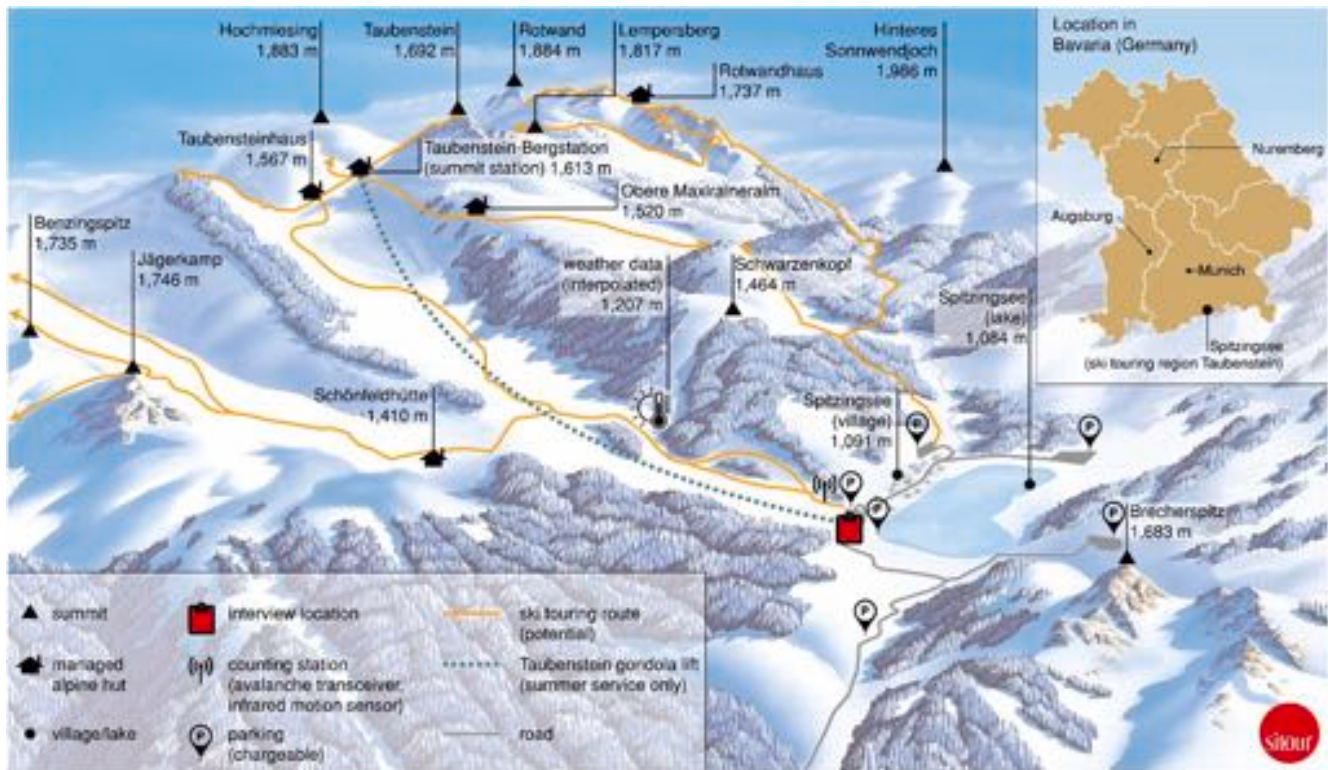 Hochmiesing
1,883 m
Taubenstein
1,692 m
Rotwand
1,884 m
Lempersberg
1,817 m
Hinteres
Sonnwendjoch
1,986 m
Location in
Bavaria (Germany)
Rotwandhaus
1,737 m
Taubensteinhaus
1,567 m
Taubenstein-Bergstation
(summit station) 1,613 m
Nuremberg
Obere Maxlraineralm
1,520 m
Benzingspitz
1,735 m
Augsburg
Jägerkamp
1,746 m
weather data
(interpolated)
1,207 m
Schwarzenkopf
1,464 m
Munich
Spitzingsee
(lake)
1,084 m
Spitzingsee
(ski touring region Taubenstein)
Schönfeldhütte
1,410 m
Spitzingsee
(village)
1,091 m
P
P
P
P
P
Brecherspitz
1,683 m
P
summit
interview location
ski touring route
(potential)
managed
alpine hut
counting station
(avalanche transceiver,
infrared motion sensor)
Taubenstein gondola lift
(summer service only)
village/lake
P
parking
(chargeable)
road
sitour